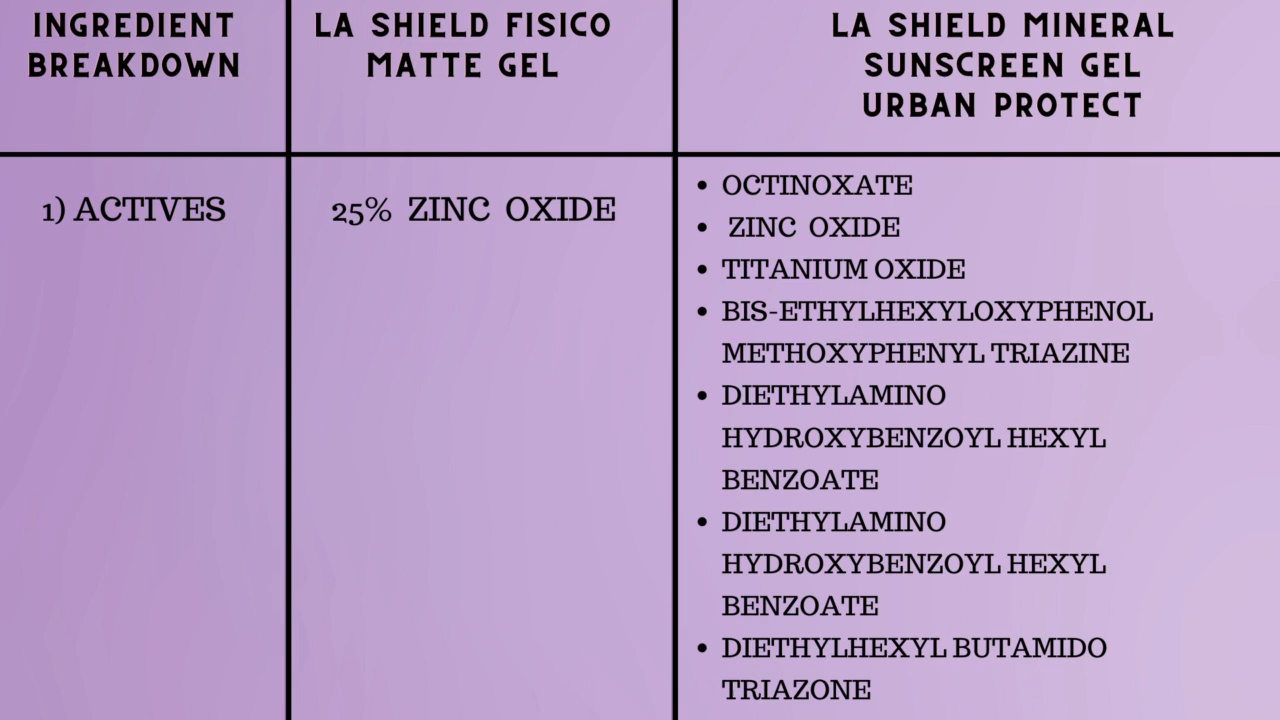 INGREDIENT
BREAKDOWN
LA SHIELD FISICO
MATTE GEL
LA SHIELD MINERAL
SUNSCREEN GEL
URBAN PROTECT
1) ACTIVES
25% ZINC OXIDE
• OCTINOXATE
• ZINC OXIDE
• TITANIUM OXIDE
• BIS-ETHYLHEXYLOXYPHENOL
METHOXYPHENYL TRIAZINE
• DIETHYLAMINO
HYDROXYBENZOYL HEXYL
BENZOATE
• DIETHYLAMINO
HYDROXYBENZOYL HEXYL
BENZOATE
• DIETHYLHEXYL BUTAMIDO
TRIAZONE